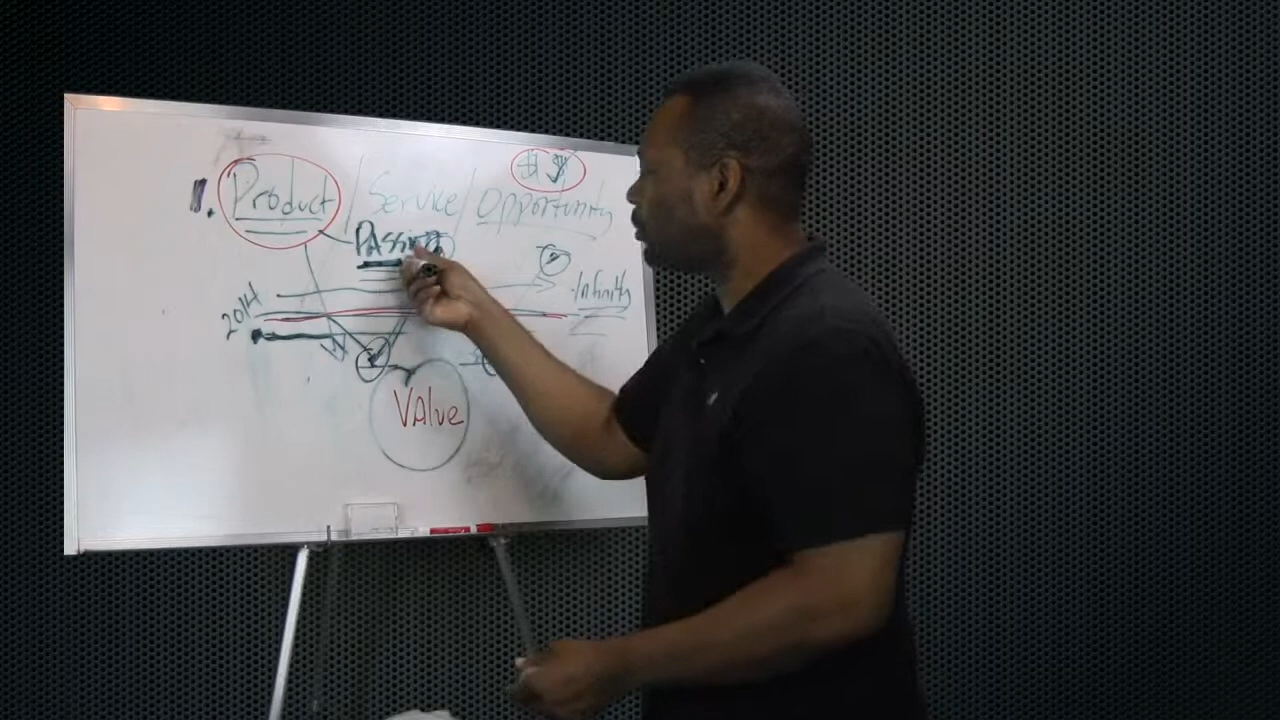 1. Product / Service / Opportunity
$
Passion
2014
Infinity
Value